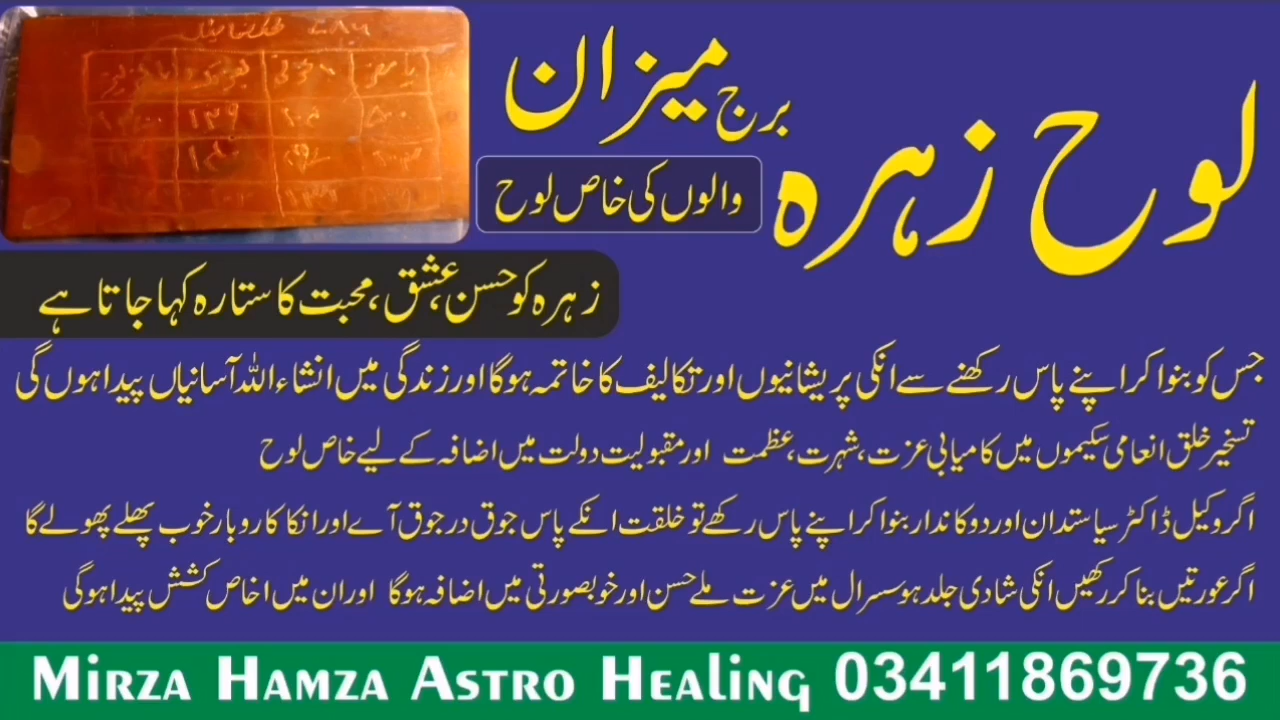 لوح زہرہ برج میزان
والوں کی خاص لوح
زہرہ کو حسن، عشق، محبت کا ستارہ کہا جاتا ہے
جس کو بنوا کر اپنے پاس رکھنے سے انکی پریشانیوں اور تکالیف کا خاتمہ ہوگا اور زندگی میں انشاء اللہ آسانیاں پیدا ہوں گی
تسخیر خلق انعامی سکیموں میں کامیابی عزت، شہرت، عظمت اور مقبولیت دولت میں اضافہ کے لیے خاص لوح
اگر وکیل ڈاکٹر سیاستدان اور دوکاندار بنوا کر اپنے پاس رکھے تو خلقت انکے پاس جوق در جوق آے اور انکا کاروبار خوب پھلے پھولے گا
اگر عورتیں بنا کر رکھیں انکی شادی جلد ہو سسرال میں عزت ملے حسن اور خوبصورتی میں اضافہ ہوگا اور ان میں اخاص کشش پیدا ہوگی
Mirza Hamza Astro Healing 03411869736